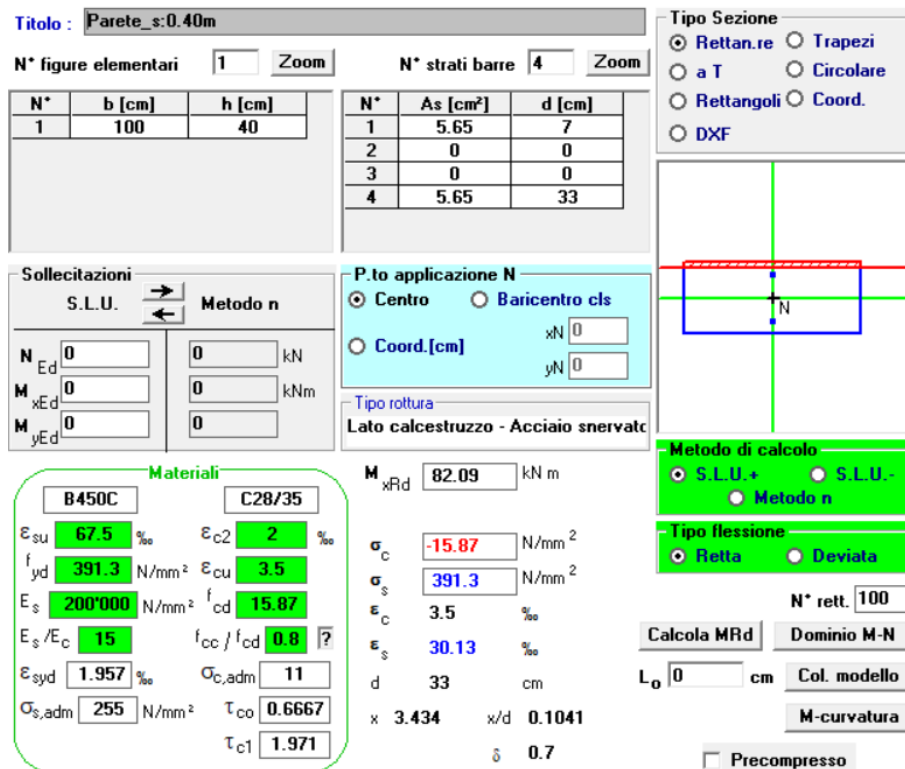 Titolo : Parete_s:0.40m
N° figure elementari 1 Zoom
N° strati barre 4 Zoom
N° b [cm] h [cm]
1 100 40
N° As [cm²] d [cm]
1 5.65 7
2 0 0
3 0 0
4 5.65 33
Tipo Sezione
Rettan.re Trapezi
a T Circolare
Rettangoli Coord.
DXF
N
Sollecitazioni
S.L.U. Metodo n
N Ed 0 0 kN
M xEd 0 0 kNm
M yEd 0 0
P.to applicazione N
Centro Baricentro cls
Coord.[cm] xN 0
yN 0
Tipo rottura
Lato calcestruzzo - Acciaio snervato
Materiali
B450C C28/35
εsu 67.5 ‰ εc2 2 ‰
fyd 391.3 N/mm² εcu 3.5
Es 200'000 N/mm² fcd 15.87
Es/Ec 15 fcc / fcd 0.8 ?
εsyd 1.957 ‰ σc,adm 11
σs,adm 255 N/mm² τco 0.6667
τc1 1.971
M xRd 82.09 kN m
σc -15.87 N/mm²
σs 391.3 N/mm²
εc 3.5 ‰
εs 30.13 ‰
d 33 cm
x 3.434 x/d 0.1041
δ 0.7
Metodo di calcolo
S.L.U.+ S.L.U.-
Metodo n
Tipo flessione
Retta Deviata
N° rett. 100
Calcola MRd Dominio M-N
Lo 0 cm Col. modello
M-curvatura
Precompresso